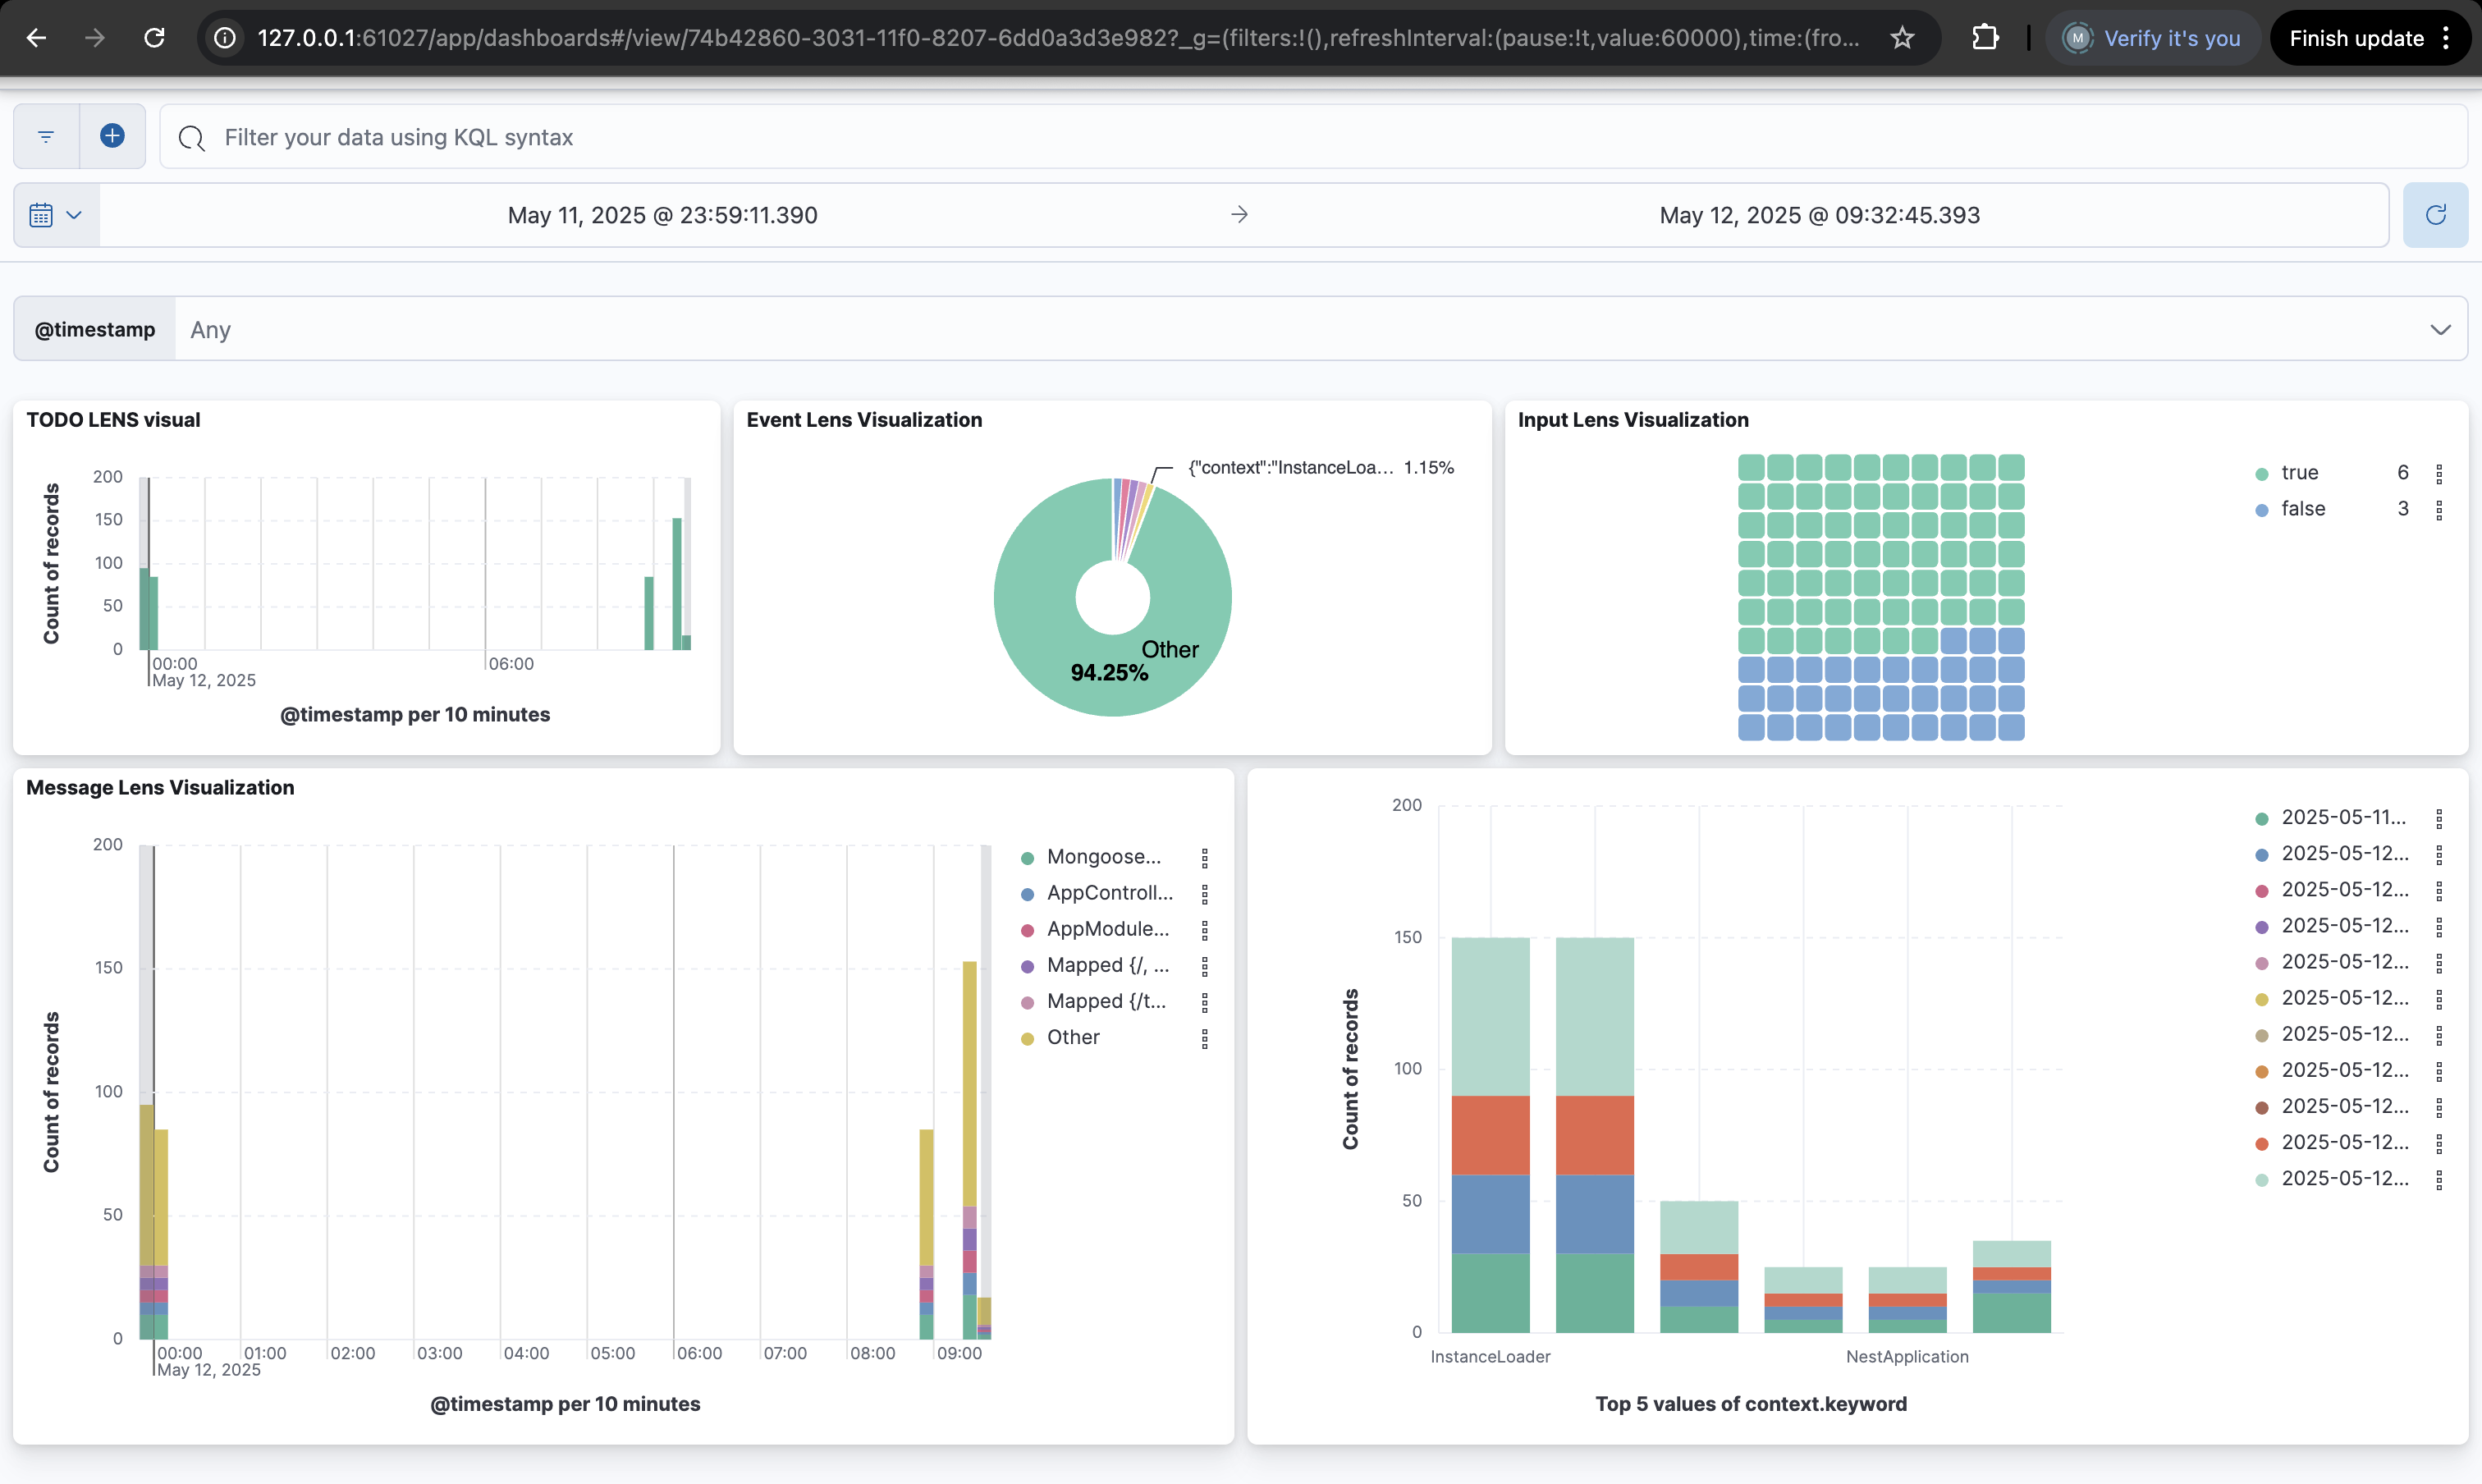 127.0.0.1:61027/app/dashboards#/view/74b42860-3031-11f0-8207-6dd0a3d3e982?_g=(filters:!(),refreshInterval:(pause:!t,value:60000),time:(fro...
M
Verify it's you
Finish update
Filter your data using KQL syntax
May 11, 2025 @ 23:59:11.390
May 12, 2025 @ 09:32:45.393
@timestamp
Any
TODO LENS visual
Count of records
200
150
100
50
0
00:00
May 12, 2025
06:00
@timestamp per 10 minutes
Event Lens Visualization
{"context":"InstanceLoa... 1.15%
Other
94.25%
Input Lens Visualization
true 6
false 3
Message Lens Visualization
Count of records
200
150
100
50
0
00:00
May 12, 2025
01:00
02:00
03:00
04:00
05:00
06:00
07:00
08:00
09:00
@timestamp per 10 minutes
Mongoose...
AppControll...
AppModule...
Mapped {/, ...
Mapped {/t...
Other
Count of records
200
150
100
50
0
InstanceLoader
NestApplication
Top 5 values of context.keyword
2025-05-11...
2025-05-12...
2025-05-12...
2025-05-12...
2025-05-12...
2025-05-12...
2025-05-12...
2025-05-12...
2025-05-12...
2025-05-12...
2025-05-12...